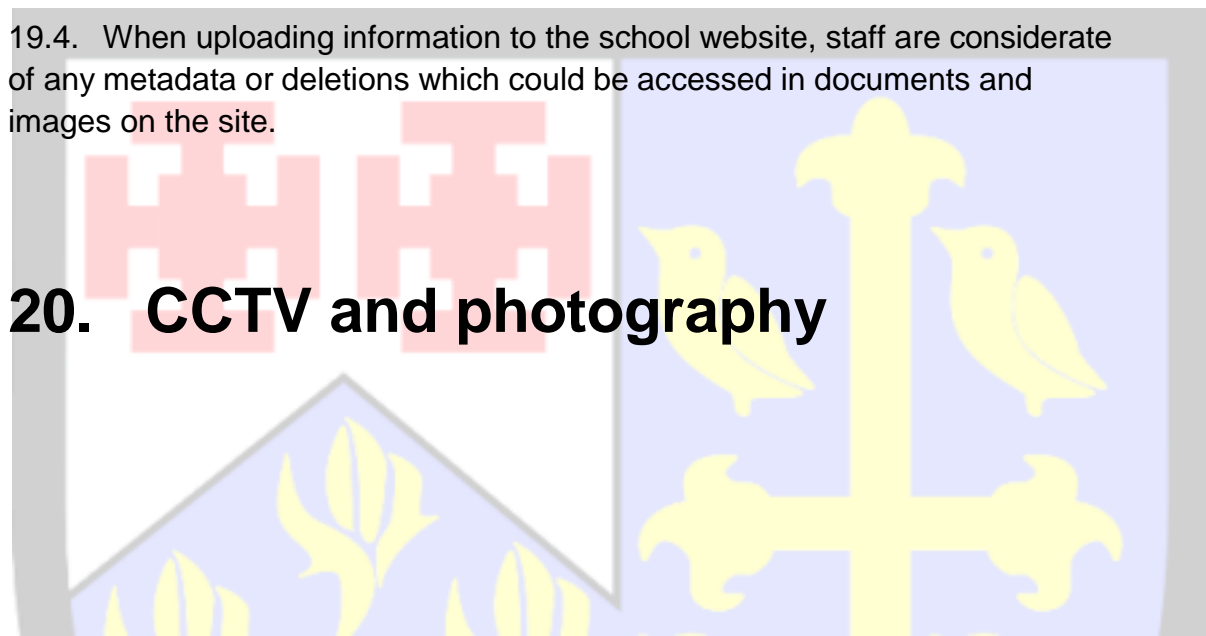 19.4. When uploading information to the school website, staff are considerate
of any metadata or deletions which could be accessed in documents and
images on the site.
20. CCTV and photography